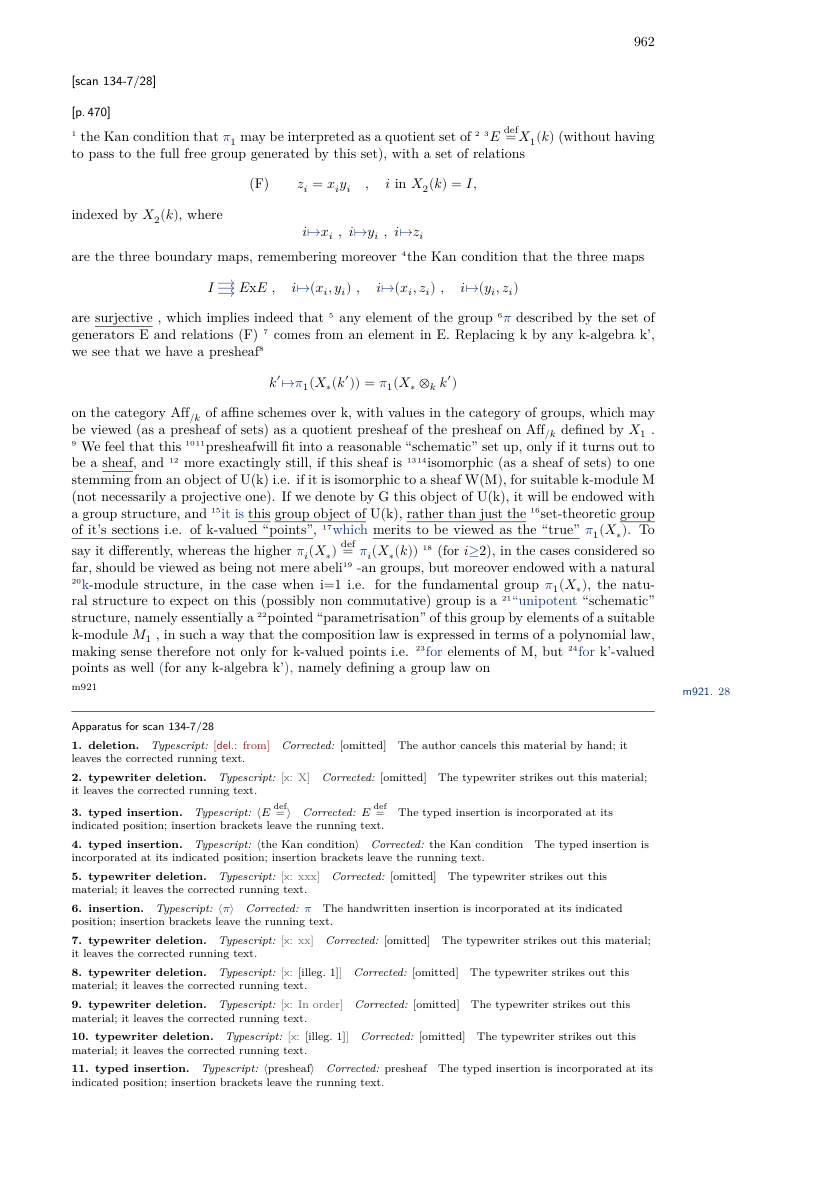 962
[scan 134-7/28]
[p. 470]
¹ the Kan condition that π₁ may be interpreted as a quotient set of ² ³E def= X₁(k) (without having
to pass to the full free group generated by this set), with a set of relations
(F) zᵢ = xᵢyᵢ , i in X₂(k) = I,
indexed by X₂(k), where
i↦xᵢ , i↦yᵢ , i↦zᵢ
are the three boundary maps, remembering moreover ⁴the Kan condition that the three maps
I ⇶ ExE , i↦(xᵢ, yᵢ) , i↦(xᵢ, zᵢ) , i↦(yᵢ, zᵢ)
are surjective , which implies indeed that ⁵ any element of the group ⁶π described by the set of
generators E and relations (F) ⁷ comes from an element in E. Replacing k by any k-algebra k',
we see that we have a presheaf⁸
k′↦π₁(X∗(k′)) = π₁(X∗ ⊗ₖ k′)
on the category Aff/k of affine schemes over k, with values in the category of groups, which may
be viewed (as a presheaf of sets) as a quotient presheaf of the presheaf on Aff/k defined by X₁ .
⁹ We feel that this ¹⁰¹¹presheafwill fit into a reasonable “schematic” set up, only if it turns out to
be a sheaf, and ¹² more exactly still, if this sheaf is ¹³¹⁴isomorphic (as a sheaf of sets) to one
stemming from an object of U(k) i.e. if it is isomorphic to a sheaf W(M), for suitable k-module M
(not necessarily a projective one). If we denote by G this object of U(k), it will be endowed with
a group structure, and ¹⁵it is this group object of U(k), rather than just the ¹⁶set-theoretic group
of it's sections i.e. of k-valued “points”, ¹⁷which merits to be viewed as the “true” π₁(X∗). To
say it differently, whereas the higher πᵢ(X∗) def= πᵢ(X∗(k)) ¹⁸ (for i≥2), in the cases considered so
far, should be viewed as being not mere abeli¹⁹ -an groups, but moreover endowed with a natural
²⁰k-module structure, in the case when i=1 i.e. for the fundamental group π₁(X∗), the natu-
ral structure to expect on this (possibly non commutative) group is a ²¹“unipotent “schematic”
structure, namely essentially a ²²pointed “parametrisation” of this group by elements of a suitable
k-module M₁ , in such a way that the composition law is expressed in terms of a polynomial law,
making sense therefore not only for k-valued points i.e. ²³for elements of M, but ²⁴for k'-valued
points as well (for any k-algebra k'), namely defining a group law on
m921
m921. 28
Apparatus for scan 134-7/28
1. deletion. Typescript: [del.: from] Corrected: [omitted] The author cancels this material by hand; it
leaves the corrected running text.
2. typewriter deletion. Typescript: [x: X] Corrected: [omitted] The typewriter strikes out this material;
it leaves the corrected running text.
3. typed insertion. Typescript: ⟨E def=⟩ Corrected: E def= The typed insertion is incorporated at its
indicated position; insertion brackets leave the running text.
4. typed insertion. Typescript: ⟨the Kan condition⟩ Corrected: the Kan condition The typed insertion is
incorporated at its indicated position; insertion brackets leave the running text.
5. typewriter deletion. Typescript: [x: xxx] Corrected: [omitted] The typewriter strikes out this
material; it leaves the corrected running text.
6. insertion. Typescript: ⟨π⟩ Corrected: π The handwritten insertion is incorporated at its indicated
position; insertion brackets leave the running text.
7. typewriter deletion. Typescript: [x: xx] Corrected: [omitted] The typewriter strikes out this material;
it leaves the corrected running text.
8. typewriter deletion. Typescript: [x: [illeg. 1]] Corrected: [omitted] The typewriter strikes out this
material; it leaves the corrected running text.
9. typewriter deletion. Typescript: [x: In order] Corrected: [omitted] The typewriter strikes out this
material; it leaves the corrected running text.
10. typewriter deletion. Typescript: [x: [illeg. 1]] Corrected: [omitted] The typewriter strikes out this
material; it leaves the corrected running text.
11. typed insertion. Typescript: ⟨presheaf⟩ Corrected: presheaf The typed insertion is incorporated at its
indicated position; insertion brackets leave the running text.